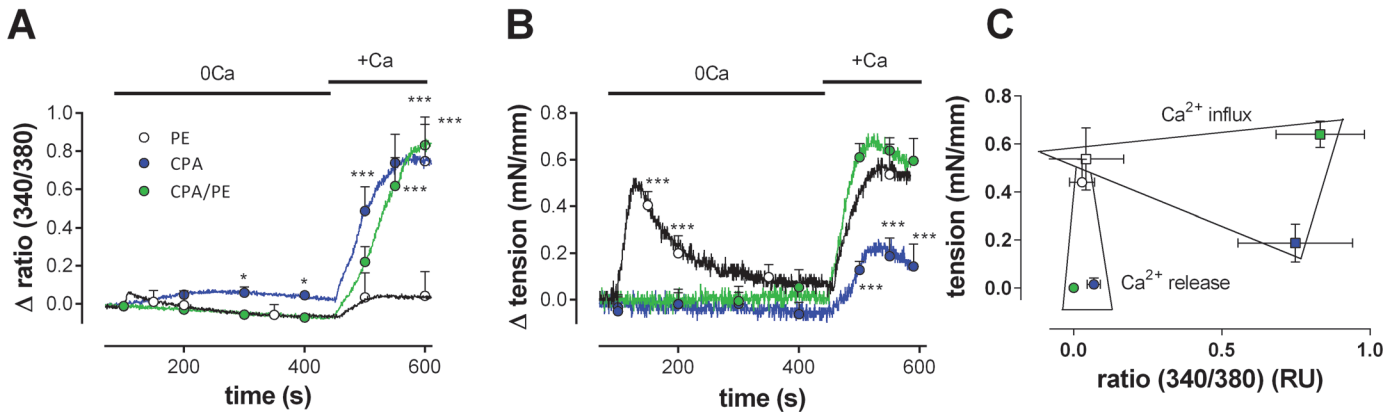 A
0Ca
+Ca
Δ ratio (340/380)
1.0
0.8
0.6
0.4
0.2
0.0
PE
CPA
CPA/PE
*
*
***
***
***
***
200
400
600
time (s)
B
0Ca
+Ca
Δ tension (mN/mm)
0.8
0.6
0.4
0.2
0.0
***
***
***
***
***
200
400
600
time (s)
C
tension (mN/mm)
0.8
0.6
0.4
0.2
0.0
Ca²⁺ influx
Ca²⁺ release
0.0
0.5
1.0
ratio (340/380) (RU)